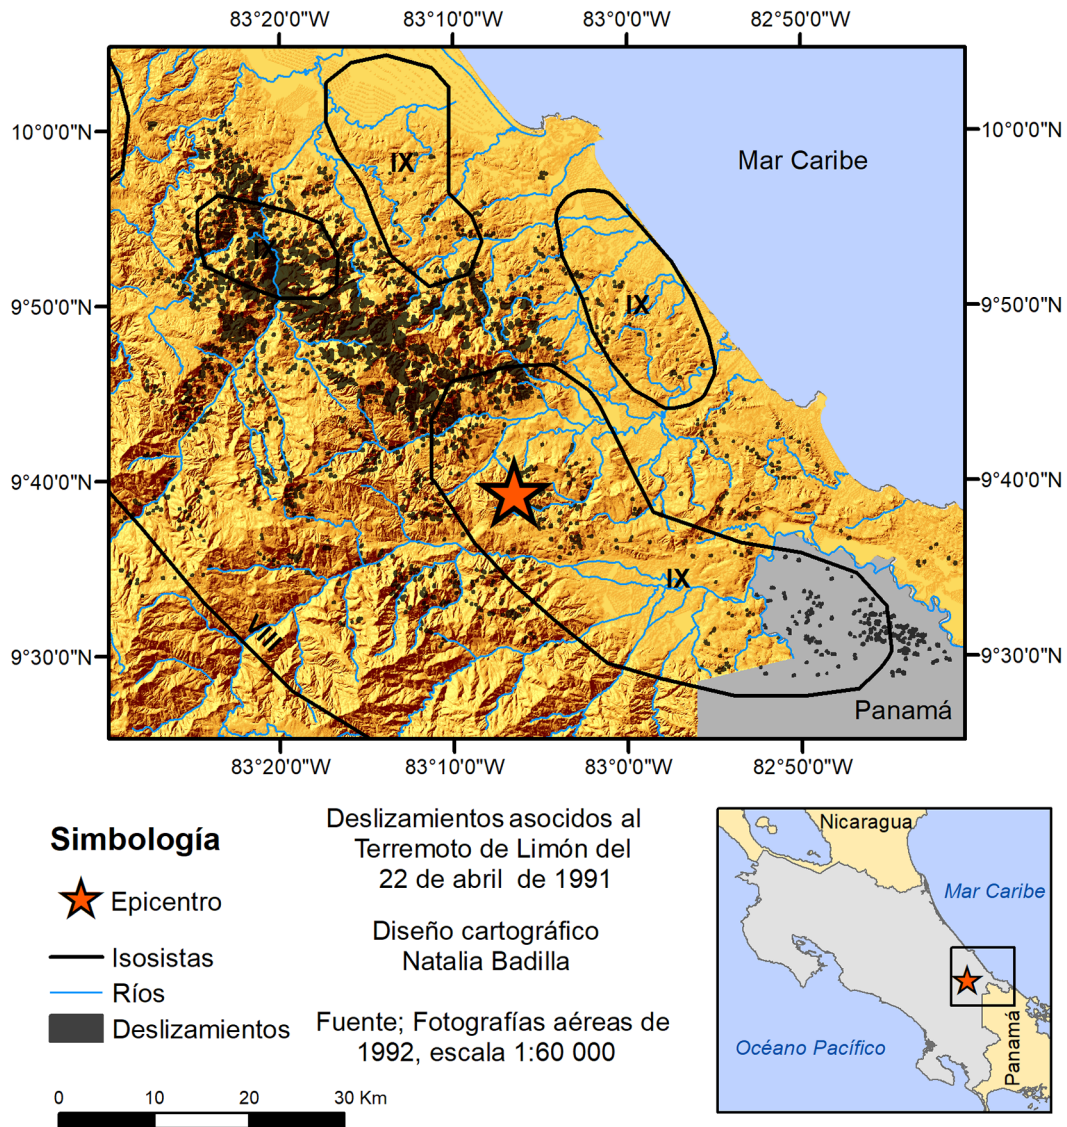 83°20'0"W 83°10'0"W 83°0'0"W 82°50'0"W
10°0'0"N
10°0'0"N
Mar Caribe
IX
IX
9°50'0"N
9°50'0"N
IX
9°40'0"N
9°40'0"N
IX
VIII
9°30'0"N
9°30'0"N
Panamá
83°20'0"W 83°10'0"W 83°0'0"W 82°50'0"W
Simbología
Epicentro
Isosistas
Ríos
Deslizamientos
0 10 20 30 Km
Deslizamientos asocidos al
Terremoto de Limón del
22 de abril de 1991
Diseño cartográfico
Natalia Badilla
Fuente; Fotografías aéreas de
1992, escala 1:60 000
Nicaragua
Mar Caribe
Océano Pacífico
Panamá